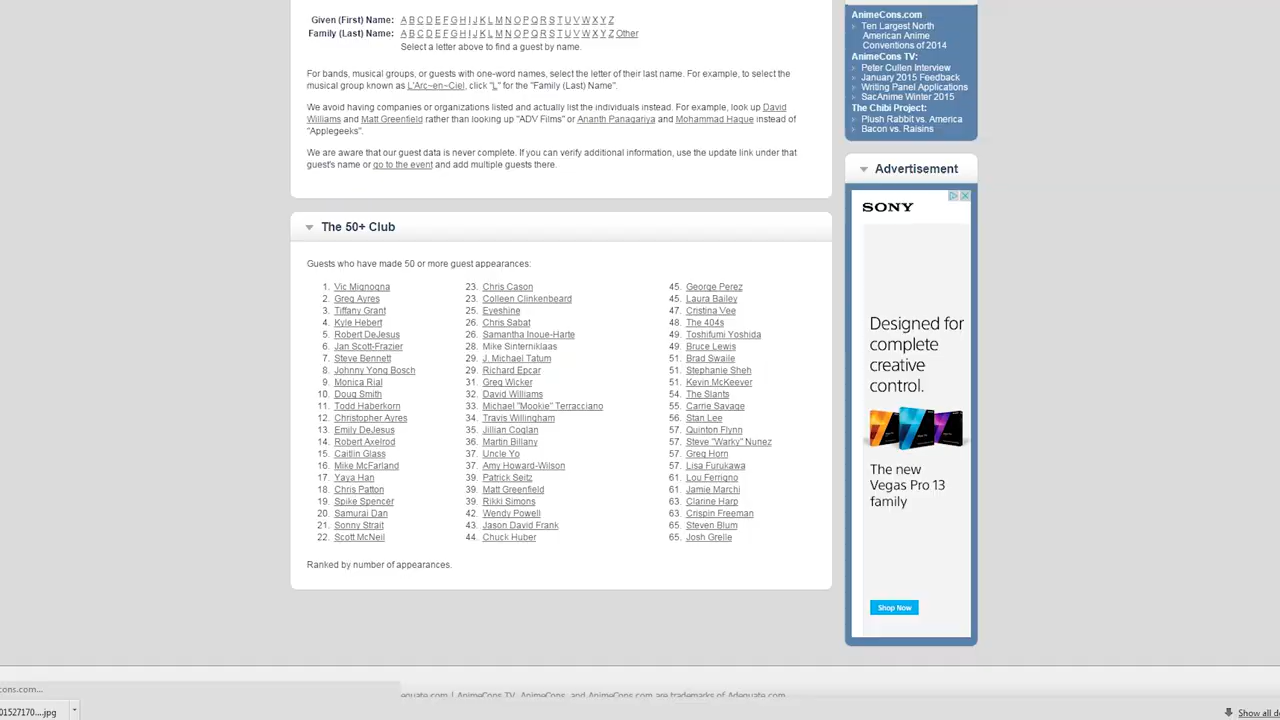 Given (First) Name: A B C D E F G H I J K L M N O P Q R S T U V W X Y Z
Family (Last) Name: A B C D E F G H I J K L M N O P Q R S T U V W X Y Z Other
Select a letter above to find a guest by name.
For bands, musical groups, or guests with one-word names, select the letter of their last name. For example, to select the
musical group known as L'Arc~en~Ciel, click "L" for the "Family (Last) Name".
We avoid having companies or organizations listed and actually list the individuals instead. For example, look up David
Williams and Matt Greenfield rather than looking up "ADV Films" or Ananth Panagariya and Mohammad Haque instead of
"Applegeeks".
We are aware that our guest data is never complete. If you can verify additional information, use the update link under that
guest's name or go to the event and add multiple guests there.
The 50+ Club
Guests who have made 50 or more guest appearances:
1. Vic Mignogna
2. Greg Ayres
3. Tiffany Grant
4. Kyle Hebert
5. Robert DeJesus
6. Jan Scott-Frazier
7. Steve Bennett
8. Johnny Yong Bosch
9. Monica Rial
10. Doug Smith
11. Todd Haberkorn
12. Christopher Ayres
13. Emily DeJesus
14. Robert Axelrod
15. Caitlin Glass
16. Mike McFarland
17. Yaya Han
18. Chris Patton
19. Spike Spencer
20. Samurai Dan
21. Sonny Strait
22. Scott McNeil
23. Chris Cason
23. Colleen Clinkenbeard
25. Eyeshine
26. Chris Sabat
26. Samantha Inoue-Harte
28. Mike Sinterniklaas
29. J. Michael Tatum
29. Richard Epcar
31. Greg Wicker
32. David Williams
33. Michael "Mookie" Terracciano
34. Travis Willingham
35. Jillian Coglan
36. Martin Billany
37. Uncle Yo
37. Amy Howard-Wilson
39. Patrick Seitz
39. Matt Greenfield
39. Rikki Simons
42. Wendy Powell
43. Jason David Frank
44. Chuck Huber
45. George Perez
45. Laura Bailey
47. Cristina Vee
48. The 404s
49. Toshifumi Yoshida
49. Bruce Lewis
51. Brad Swaile
51. Stephanie Sheh
51. Kevin McKeever
54. The Slants
55. Carrie Savage
56. Stan Lee
57. Quinton Flynn
57. Steve "Warky" Nunez
57. Greg Horn
57. Lisa Furukawa
61. Lou Ferrigno
61. Jamie Marchi
63. Clarine Harp
63. Crispin Freeman
65. Steven Blum
65. Josh Grelle
Ranked by number of appearances.
AnimeCons.com
Ten Largest North
American Anime
Conventions of 2014
AnimeCons TV:
Peter Cullen Interview
January 2015 Feedback
Writing Panel Applications
SacAnime Winter 2015
The Chibi Project:
Plush Rabbit vs. America
Bacon vs. Raisins
Advertisement
SONY
Designed for
complete
creative
control.
The new
Vegas Pro 13
family
Shop Now
cons.com...
equate.com | AnimeCons TV, AnimeCons, and AnimeCons.com are trademarks of Adequate.com
01527170....jpg
Show all d